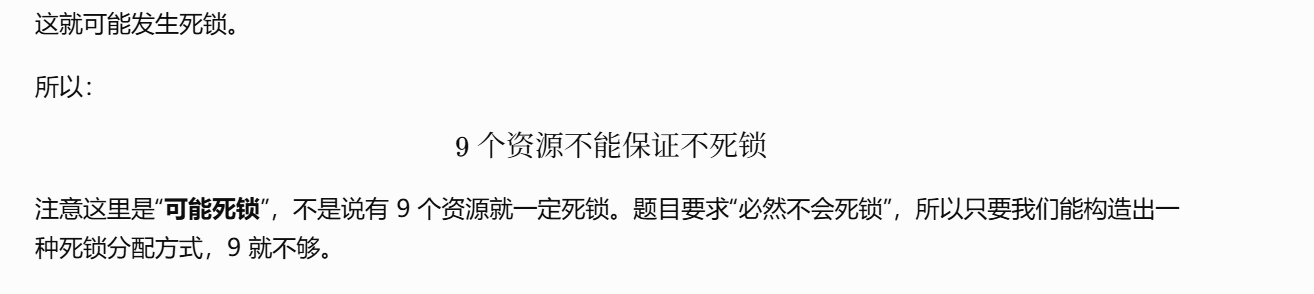 这就可能发生死锁。
所以：
9 个资源不能保证不死锁
注意这里是“可能死锁”，不是说有 9 个资源就一定死锁。题目要求“必然不会死锁”，所以只要我们能构造出一
种死锁分配方式，9 就不够。